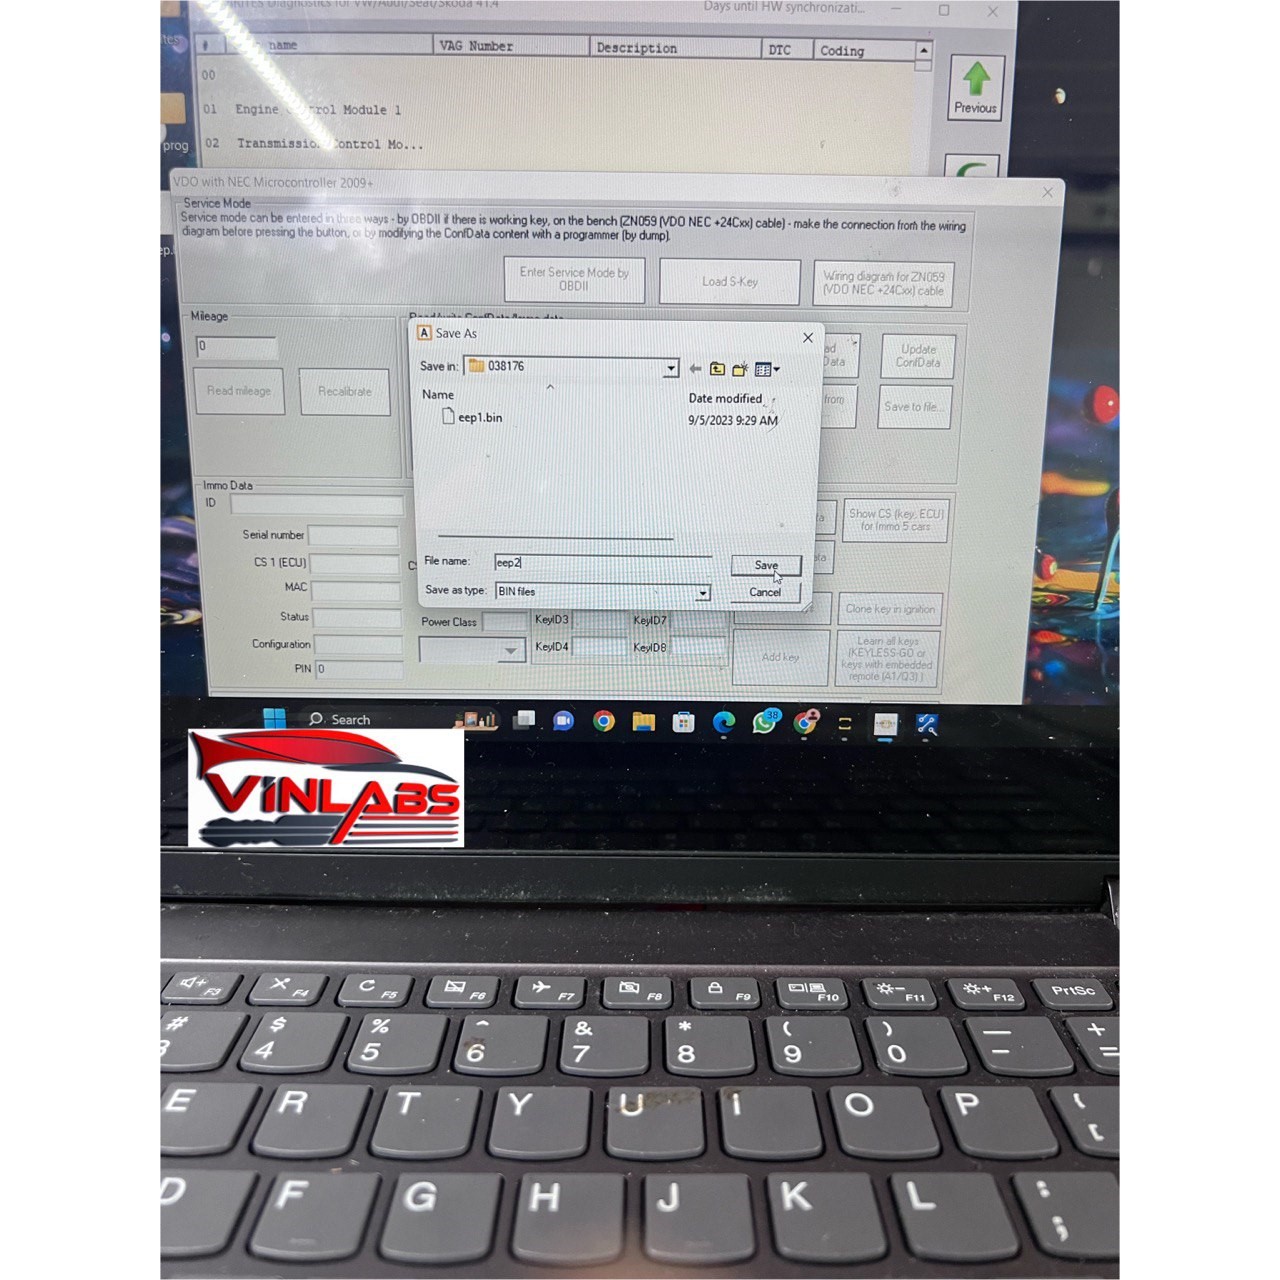 Diagnostics for VW/Audi/Seat/Skoda 41.4
Days until HW synchronizati...
# name VAG Number Description DTC Coding
00
01 Engine Control Module 1
02 Transmission Control Mo...
Previous
prog
VDO with NEC Microcontroller 2009+
Service Mode
Service mode can be entered in three ways - by OBDII if there is working key, on the bench (ZN059 (VDO NEC +24Cxx) cable) - make the connection from the wiring
diagram before pressing the button, or by modifying the ConfData content with a programmer (by dump).
Enter Service Mode by
OBDII
Load S-Key
Wiring diagram for ZN059
(VDO NEC +24Cxx) cable
Mileage
0
Read mileage
Recalibrate
Update
ConfData
from
Save to file...
Save As
Save in: 038176
Name Date modified
eep1.bin 9/5/2023 9:29 AM
File name: eep2
Save
Save as type: BIN files
Cancel
Immo Data
ID
Serial number
CS 1 (ECU)
MAC
Status
Configuration
PIN 0
Power Class
KeyID3
KeyID7
KeyID4
KeyID8
Show CS (key, ECU)
for Immo 5 cars
Clone key in ignition
Add key
Learn all keys
(KEYLESS-GO or
keys with embedded
remote (A1/Q3) )
Search
38
VINLABS
F3 F4 F5 F6 F7 F8 F9 F10 F11 F12 PrtSc
# $ % ^ & * ( ) — +
3 4 5 6 7 8 9 0 - =
E R T Y U I O P { [
D F G H J K L : ;